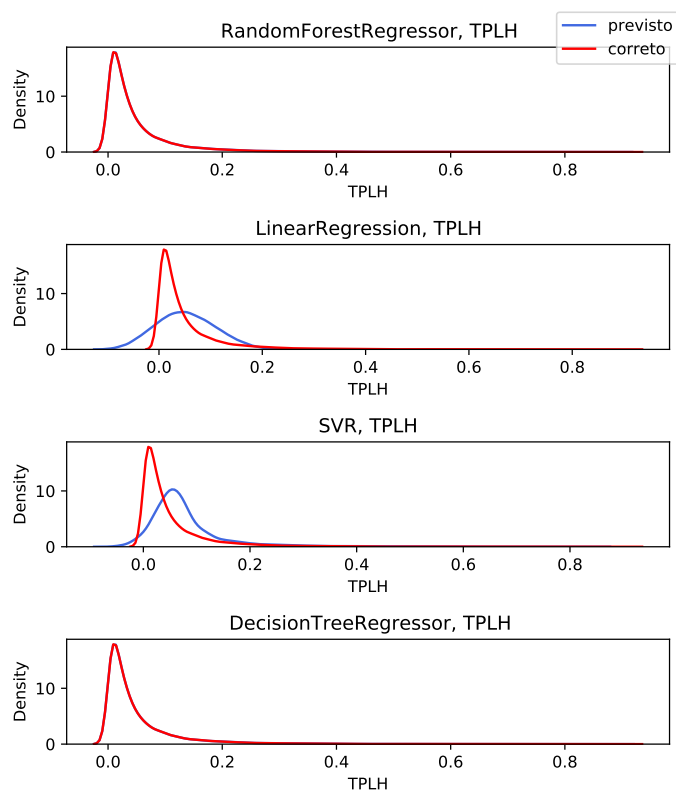 RandomForestRegressor, TPLH
previsto
correto
Density
10
0
0.0 0.2 0.4 0.6 0.8
TPLH
LinearRegression, TPLH
Density
10
0
0.0 0.2 0.4 0.6 0.8
TPLH
SVR, TPLH
Density
10
0
0.0 0.2 0.4 0.6 0.8
TPLH
DecisionTreeRegressor, TPLH
Density
10
0
0.0 0.2 0.4 0.6 0.8
TPLH